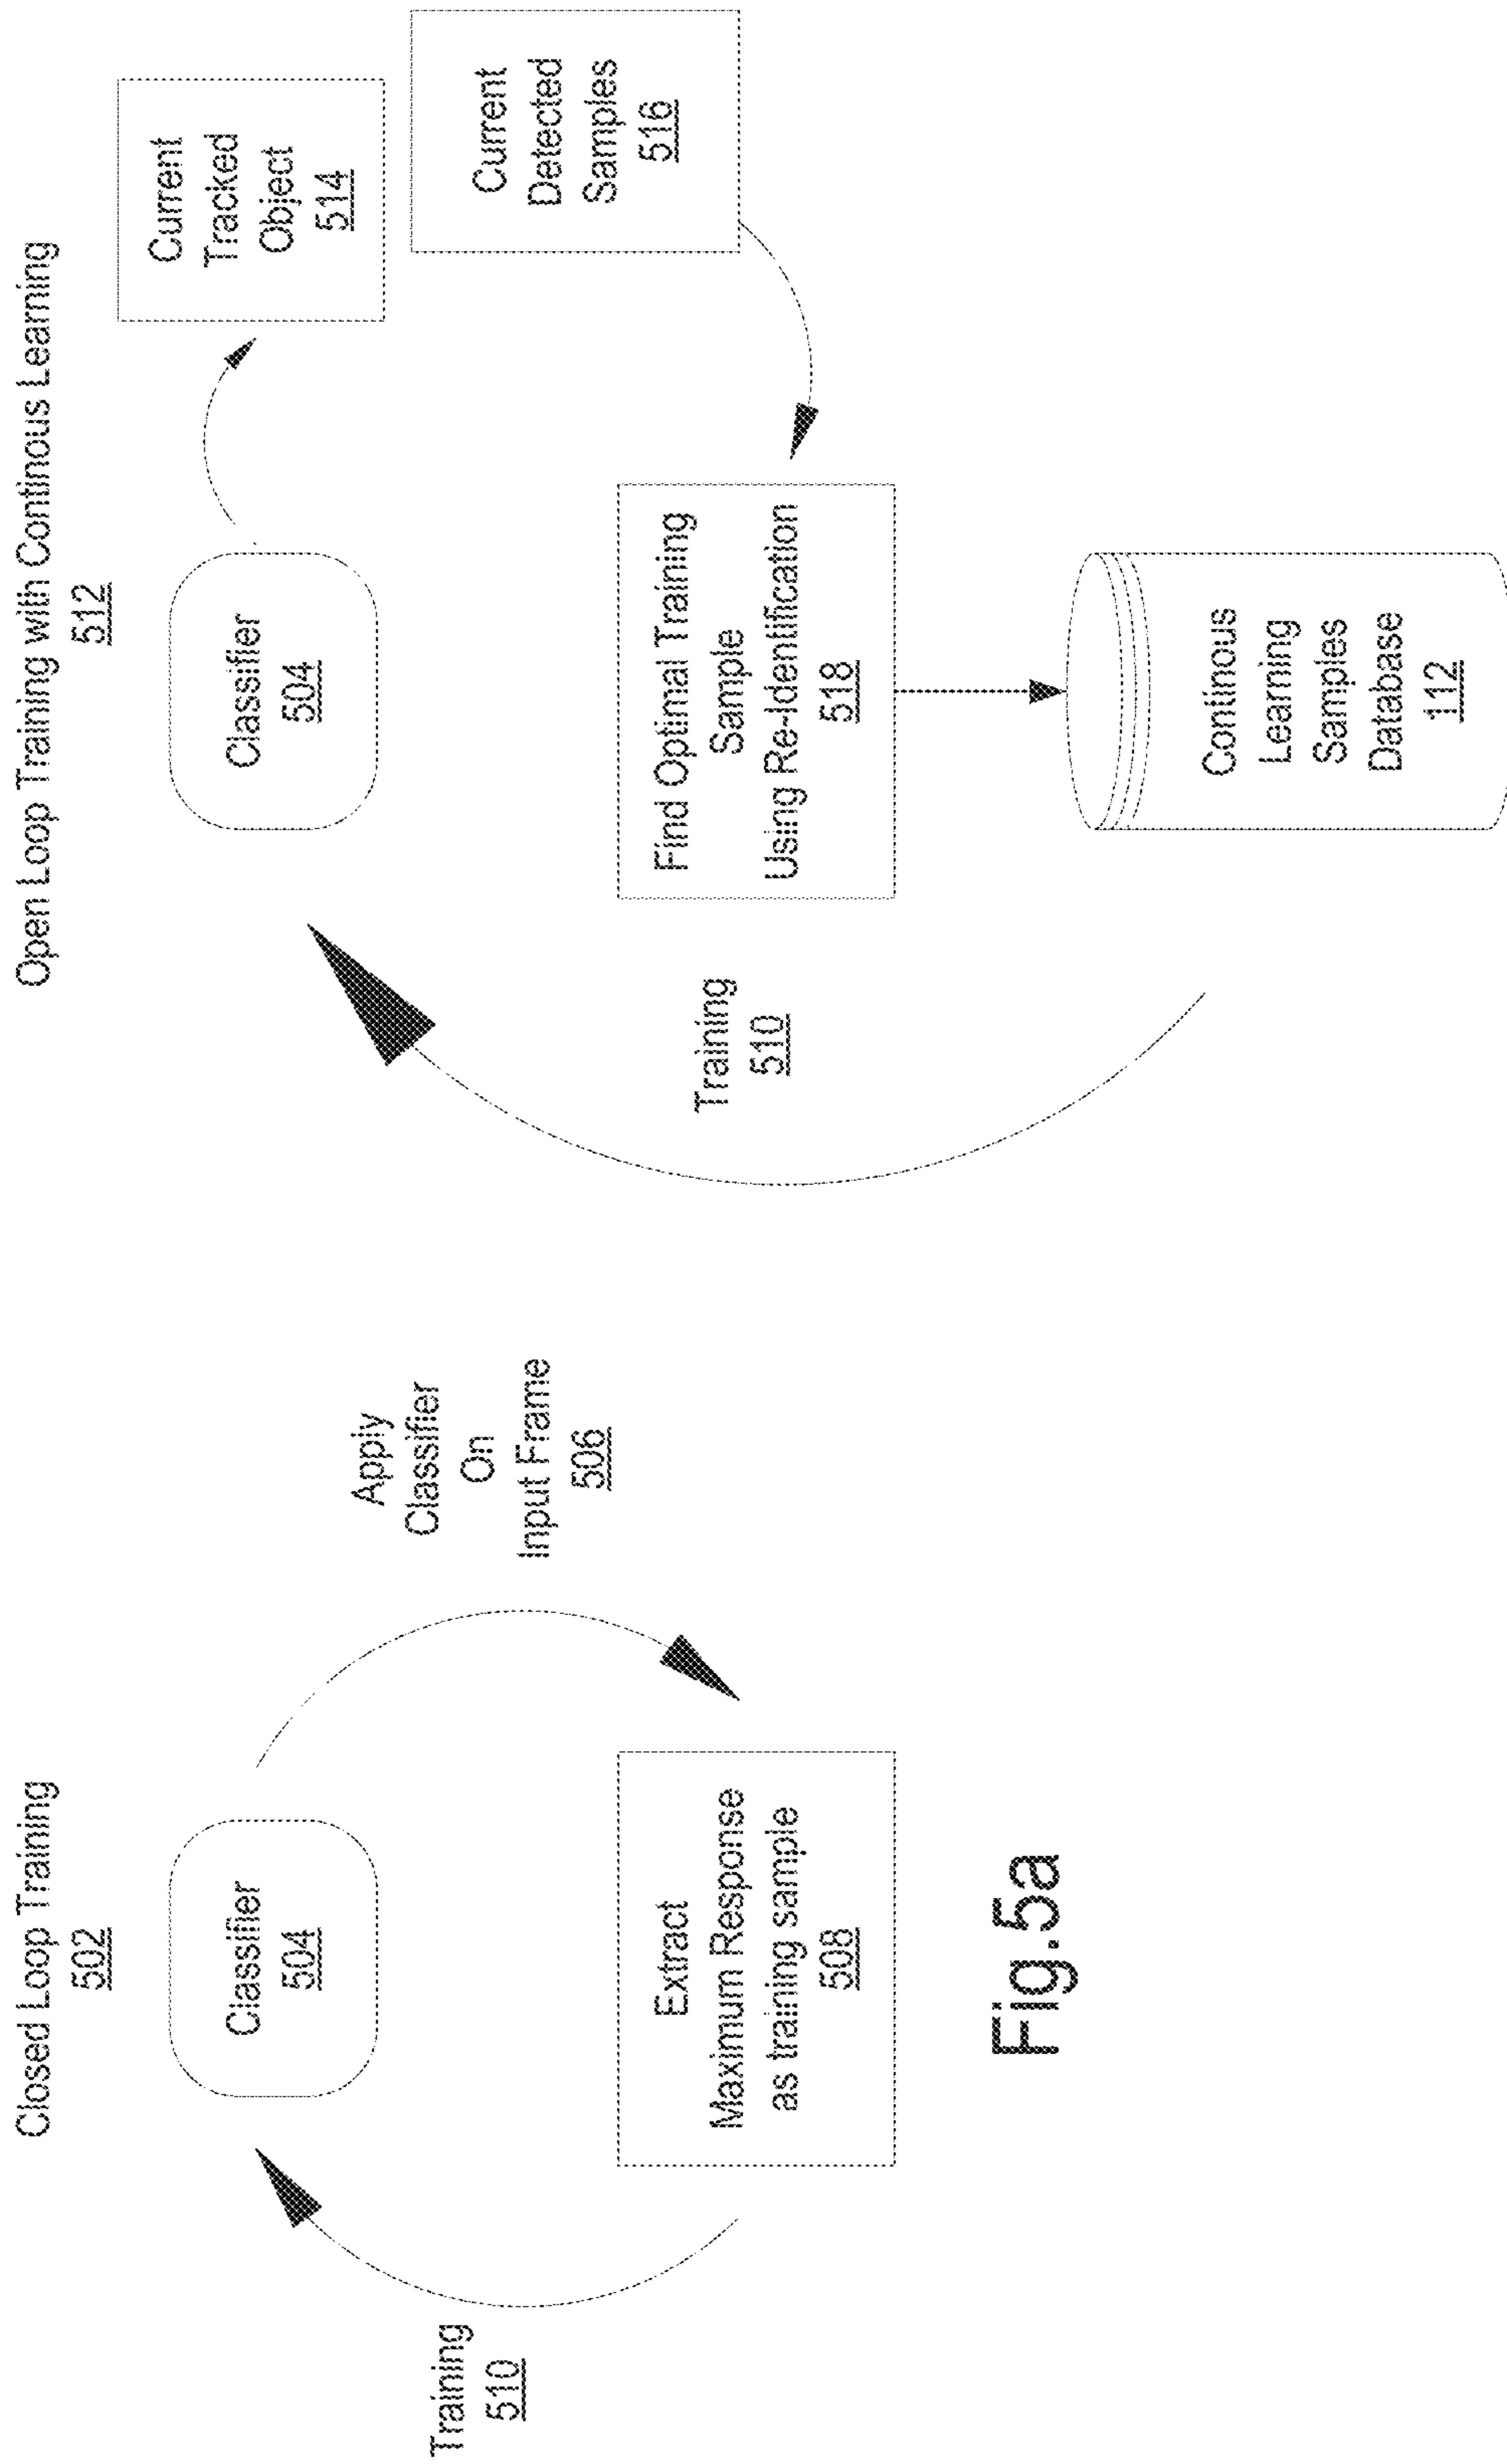 Closed Loop Training
502
Classifier
504
Apply
Classifier
On
Input Frame
506
Extract
Maximum Response
as training sample
508
Training
510
Fig.5a
Open Loop Training with Continous Learning
512
Classifier
504
Current
Tracked
Object
514
Current
Detected
Samples
516
Find Optimal Training
Sample
Using Re-Identification
518
Training
510
Continous
Learning
Samples
Database
112